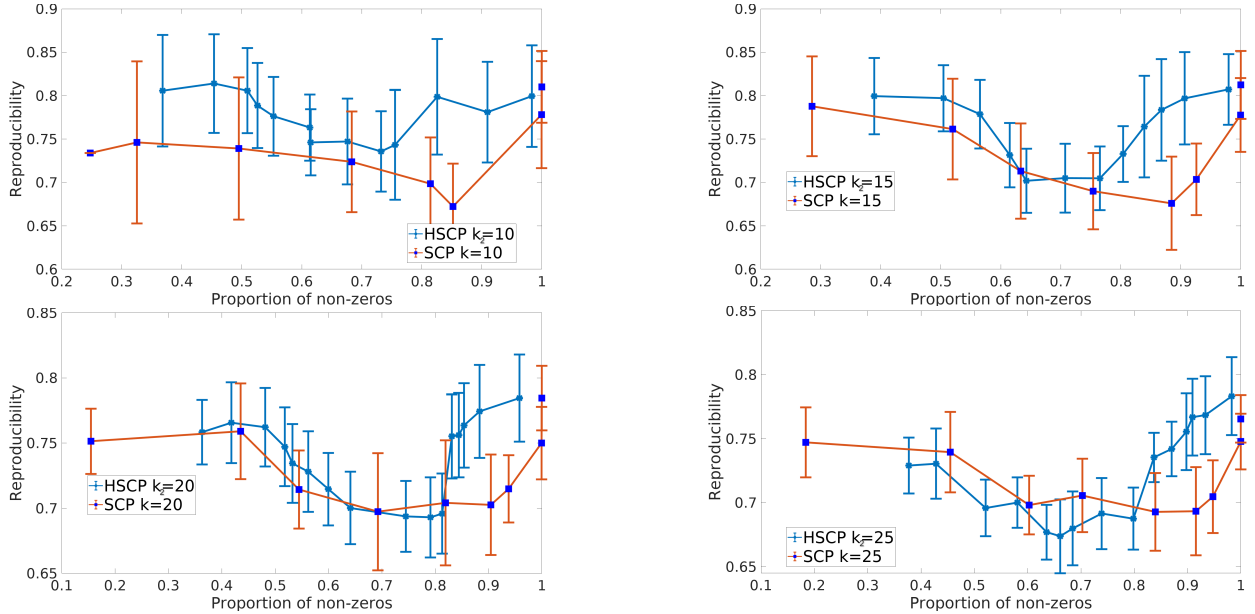 0.9
0.85
0.8
0.75
0.7
0.65
0.6
Reproducibility
HSCP k2=10
SCP k=10
0.1 0.2 0.3 0.4 0.5 0.6 0.7 0.8 0.9 1
Proportion of non-zeros
0.9
0.85
0.8
0.75
0.7
0.65
0.6
Reproducibility
HSCP k2=15
SCP k=15
0.1 0.2 0.3 0.4 0.5 0.6 0.7 0.8 0.9 1
Proportion of non-zeros
0.85
0.8
0.75
0.7
0.65
Reproducibility
HSCP k2=20
SCP k=20
0.1 0.2 0.3 0.4 0.5 0.6 0.7 0.8 0.9 1
Proportion of non-zeros
0.85
0.8
0.75
0.7
0.65
Reproducibility
HSCP k2=25
SCP k=25
0.1 0.2 0.3 0.4 0.5 0.6 0.7 0.8 0.9 1
Proportion of non-zeros